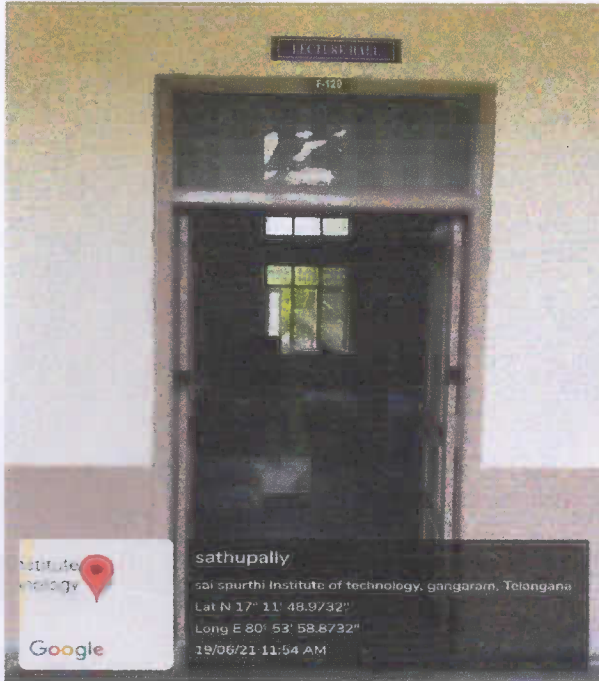 LECTURE HALL
F-120
sathupally
sai spurthi Institute of technology, gangaram, Telangana
Lat N 17° 11' 48.9732"
Long E 80° 53' 58.8732"
19/06/21 11:54 AM
Google